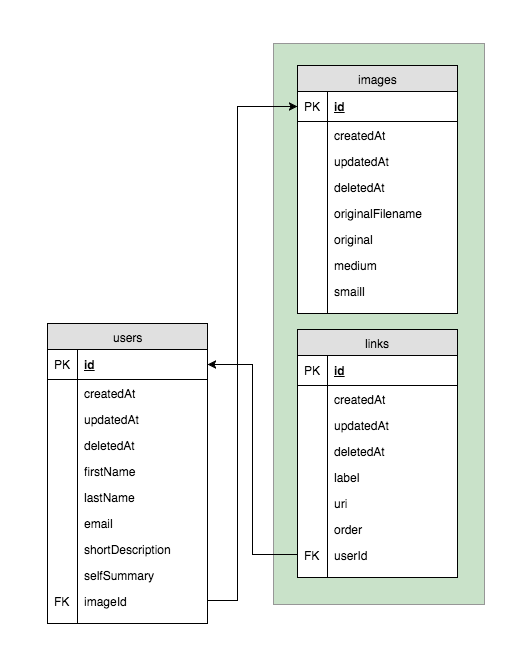 images
PK id
createdAt
updatedAt
deletedAt
originalFilename
original
medium
smaill
users
PK id
createdAt
updatedAt
deletedAt
firstName
lastName
email
shortDescription
selfSummary
FK imageId
links
PK id
createdAt
updatedAt
deletedAt
label
uri
order
FK userId